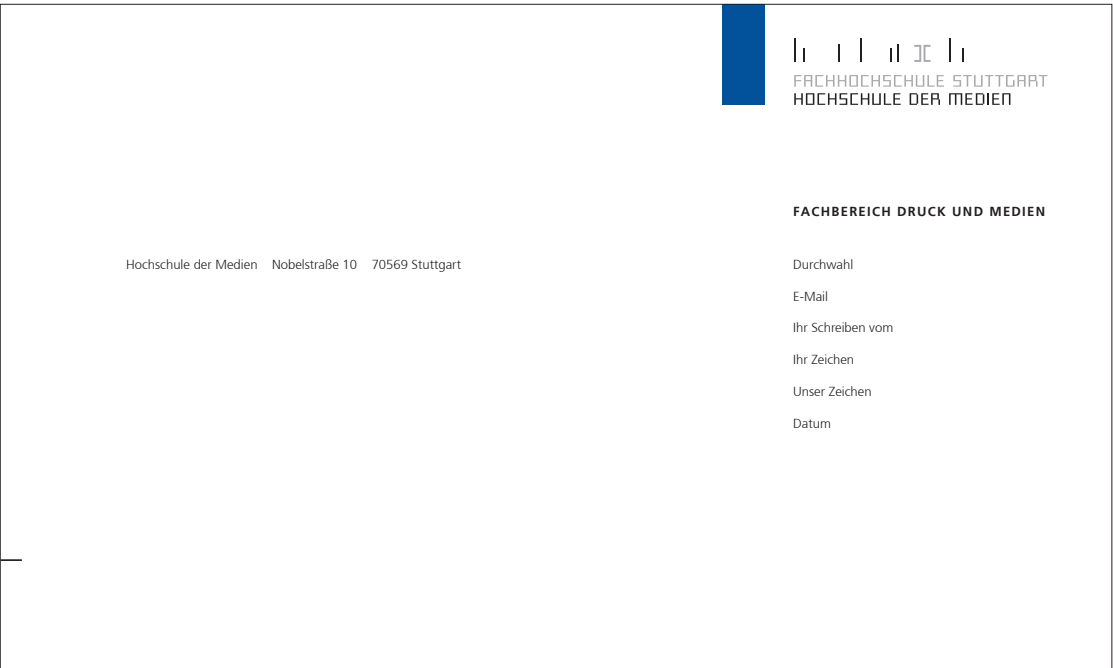 FACHHOCHSCHULE STUTTGART
HOCHSCHULE DER MEDIEN
FACHBEREICH DRUCK UND MEDIEN
Hochschule der Medien Nobelstraße 10 70569 Stuttgart
Durchwahl
E-Mail
Ihr Schreiben vom
Ihr Zeichen
Unser Zeichen
Datum